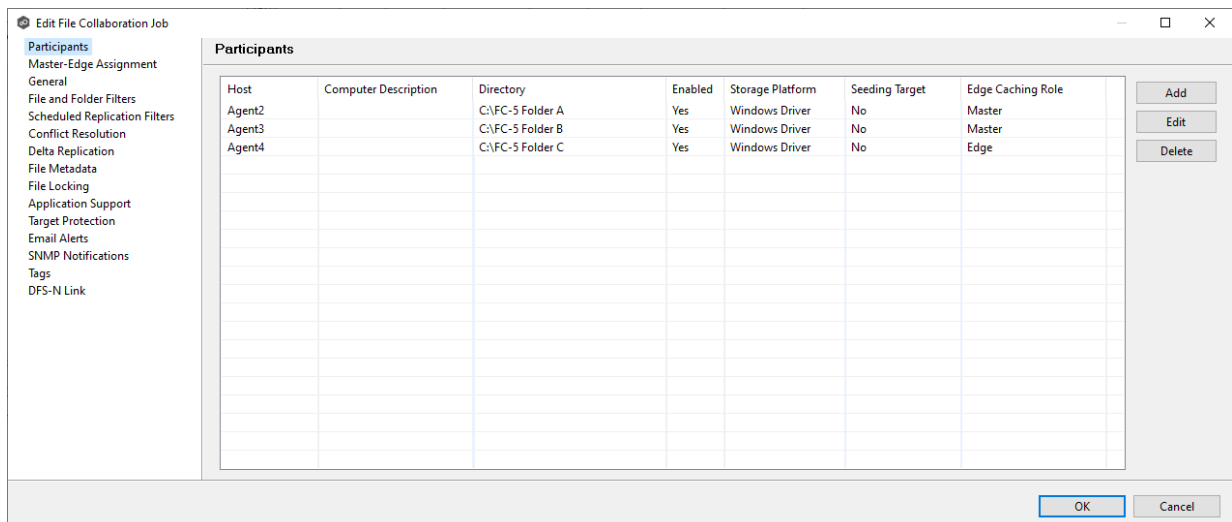 Edit File Collaboration Job
Participants
Master-Edge Assignment
General
File and Folder Filters
Scheduled Replication Filters
Conflict Resolution
Delta Replication
File Metadata
File Locking
Application Support
Target Protection
Email Alerts
SNMP Notifications
Tags
DFS-N Link
Participants
Host Computer Description Directory Enabled Storage Platform Seeding Target Edge Caching Role
Agent2 C:\FC-5 Folder A Yes Windows Driver No Master
Agent3 C:\FC-5 Folder B Yes Windows Driver No Master
Agent4 C:\FC-5 Folder C Yes Windows Driver No Edge
Add
Edit
Delete
OK Cancel